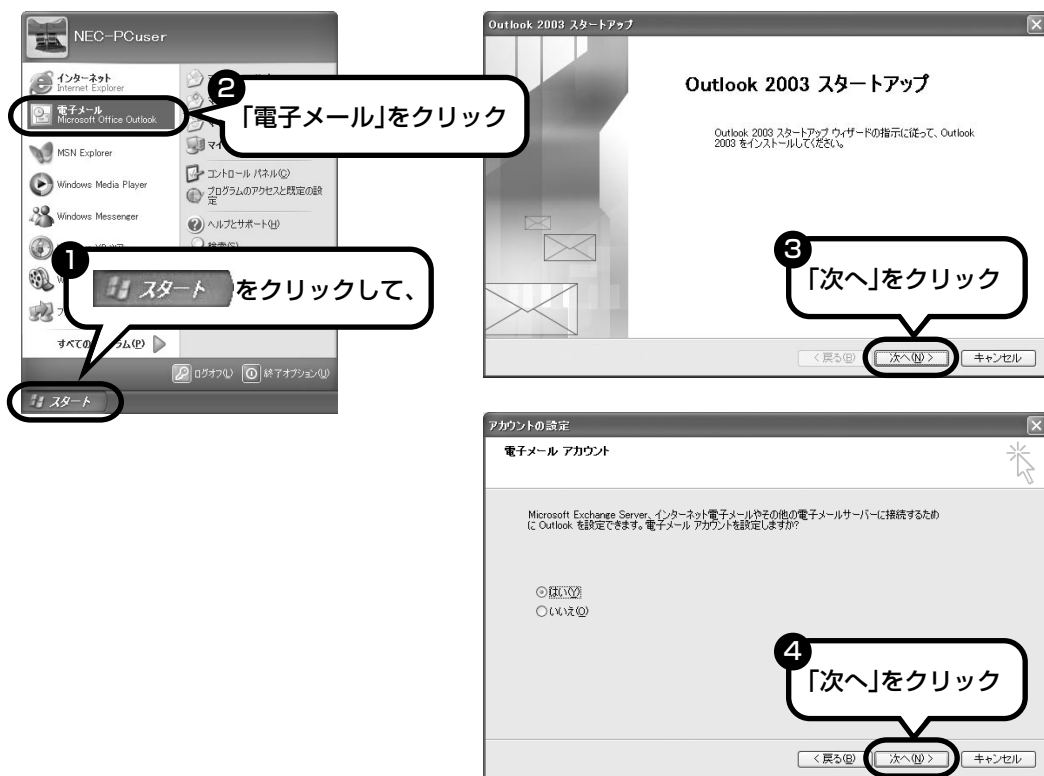 NEC-PCuser
インターネット
Internet Explorer
電子メール
Microsoft Office Outlook
MSN Explorer
Windows Media Player
Windows Messenger
すべての
ラム(P)
マイ
コントロール パネル(C)
プログラムのアクセスと既定の設
定
ヘルプとサポート(H)
検索(S)
ログオフ(L)
終了オプション(U)
スタート
❷
「電子メール」をクリック
❶
スタート をクリックして、
Outlook 2003 スタートアップ
Outlook 2003 スタートアップ
Outlook 2003 スタートアップ ウィザードの指示に従って、Outlook
2003 をインストールしてください。
❸
「次へ」をクリック
< 戻る(B)
次へ(N) >
キャンセル
アカウントの設定
電子メール アカウント
Microsoft Exchange Server、インターネット電子メールやその他の電子メールサーバーに接続するため
に Outlook を設定できます。電子メール アカウントを設定しますか?
はい(Y)
いいえ(O)
❹
「次へ」をクリック
< 戻る(B)
次へ(N) >
キャンセル